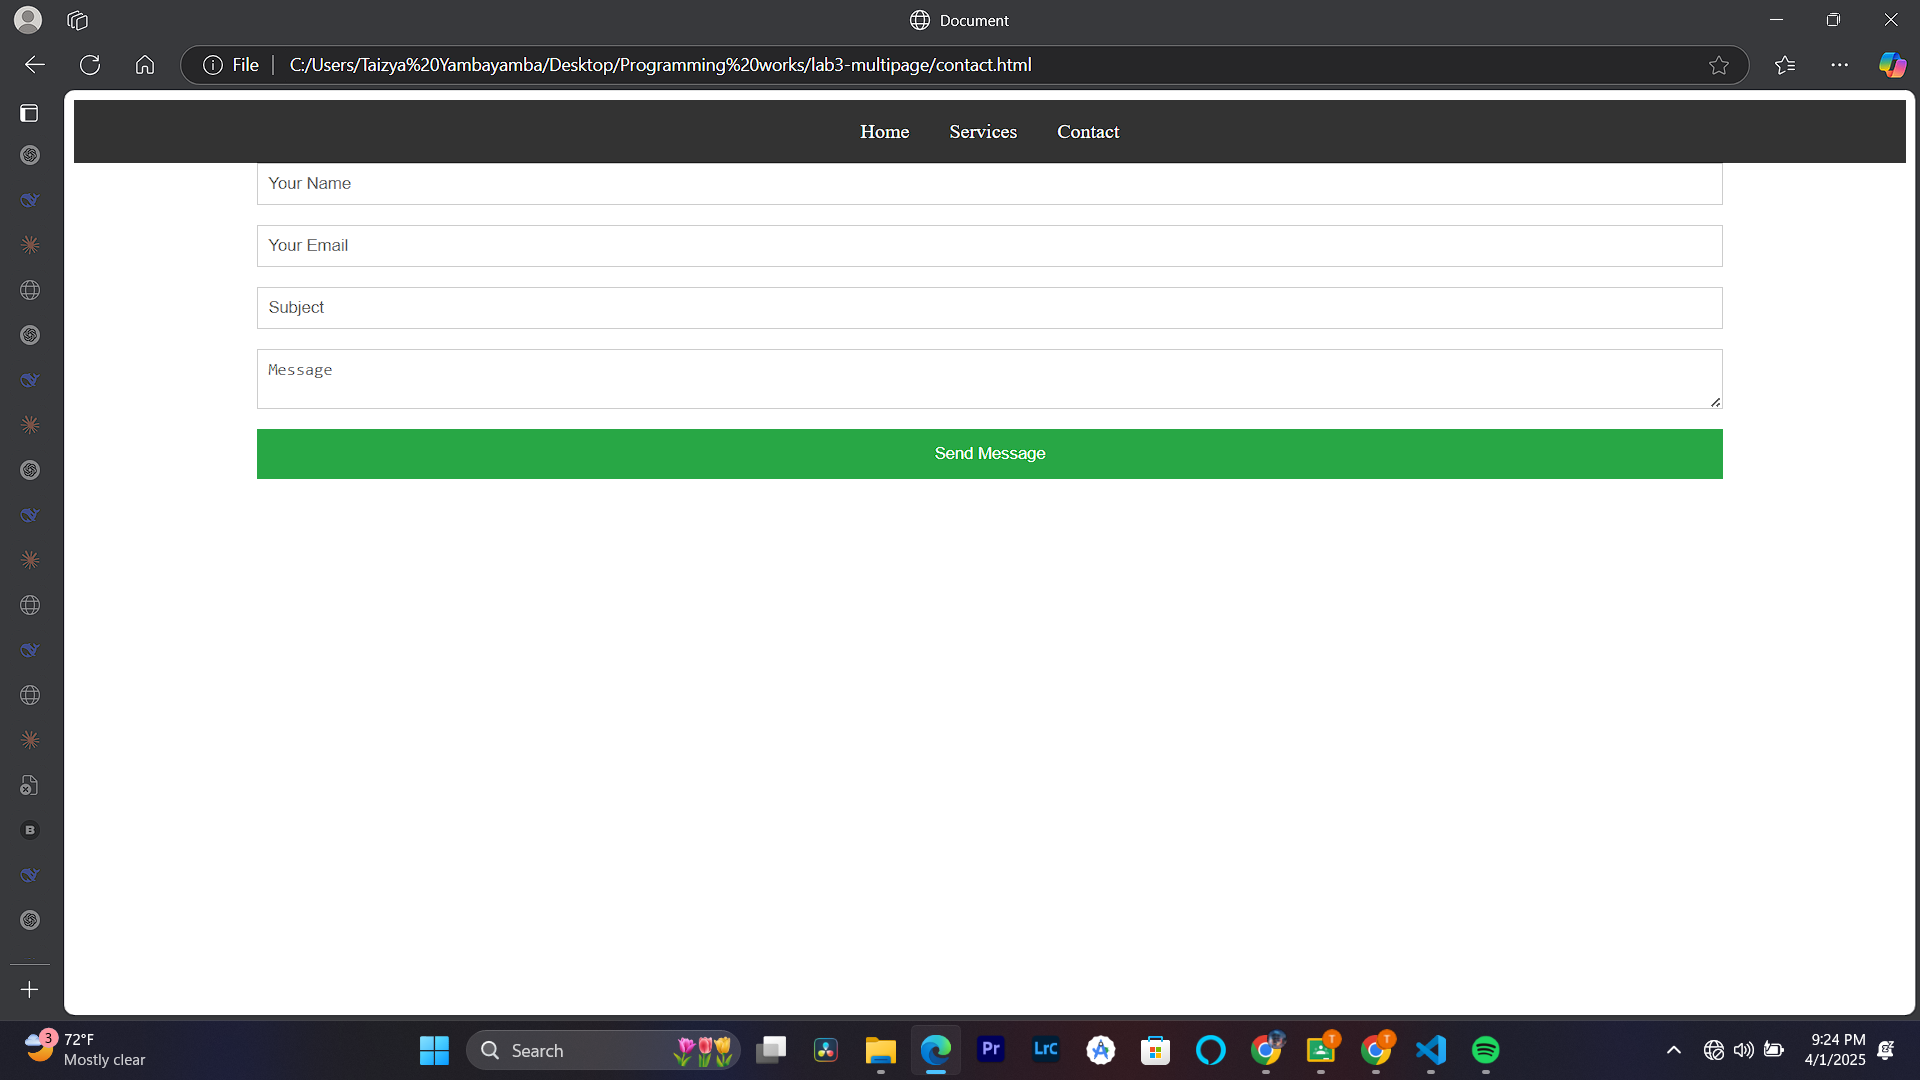 Document
File
C:/Users/Taizya%20Yambayamba/Desktop/Programming%20works/lab3-multipage/contact.html
Home Services Contact
Your Name
Your Email
Subject
Message
Send Message
B
3
72°F
Mostly clear
Search
Pr
LrC
T
T
9:24 PM
4/1/2025